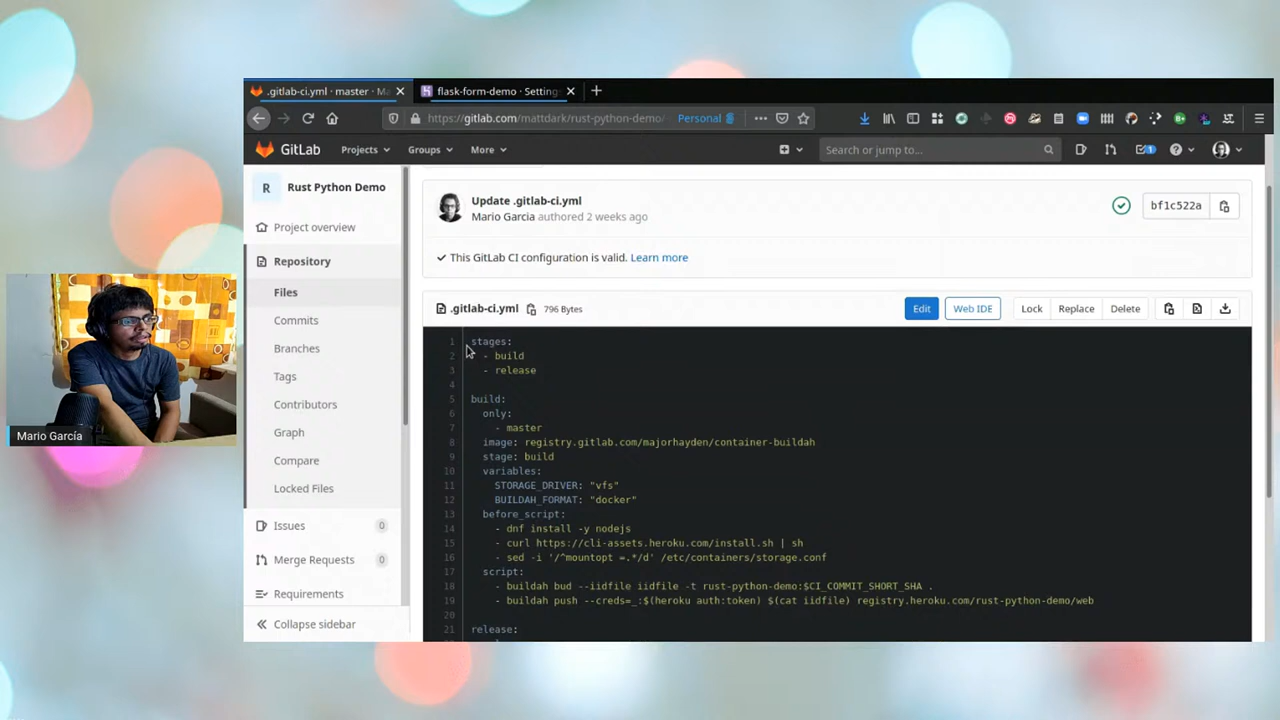 .gitlab-ci.yml · master · Ma
flask-form-demo · Setting
https://gitlab.com/mattdark/rust-python-demo/
Personal
GitLab
Projects
Groups
More
Search or jump to...
1
R
Rust Python Demo
Project overview
Repository
Files
Commits
Branches
Tags
Contributors
Graph
Compare
Locked Files
Issues
0
Merge Requests
0
Requirements
0
Collapse sidebar
Update .gitlab-ci.yml
Mario Garcia authored 2 weeks ago
bf1c522a
This GitLab CI configuration is valid. Learn more
.gitlab-ci.yml
796 Bytes
Edit
Web IDE
Lock
Replace
Delete
1 stages:
2 - build
3 - release
4
5 build:
6 only:
7 - master
8 image: registry.gitlab.com/majorhayden/container-buildah
9 stage: build
10 variables:
11 STORAGE_DRIVER: "vfs"
12 BUILDAH_FORMAT: "docker"
13 before_script:
14 - dnf install -y nodejs
15 - curl https://cli-assets.heroku.com/install.sh | sh
16 - sed -i '/^mountopt =.*/d' /etc/containers/storage.conf
17 script:
18 - buildah bud --iidfile iidfile -t rust-python-demo:$CI_COMMIT_SHORT_SHA .
19 - buildah push --creds=_:$(heroku auth:token) $(cat iidfile) registry.heroku.com/rust-python-demo/web
20
21 release:
Mario García